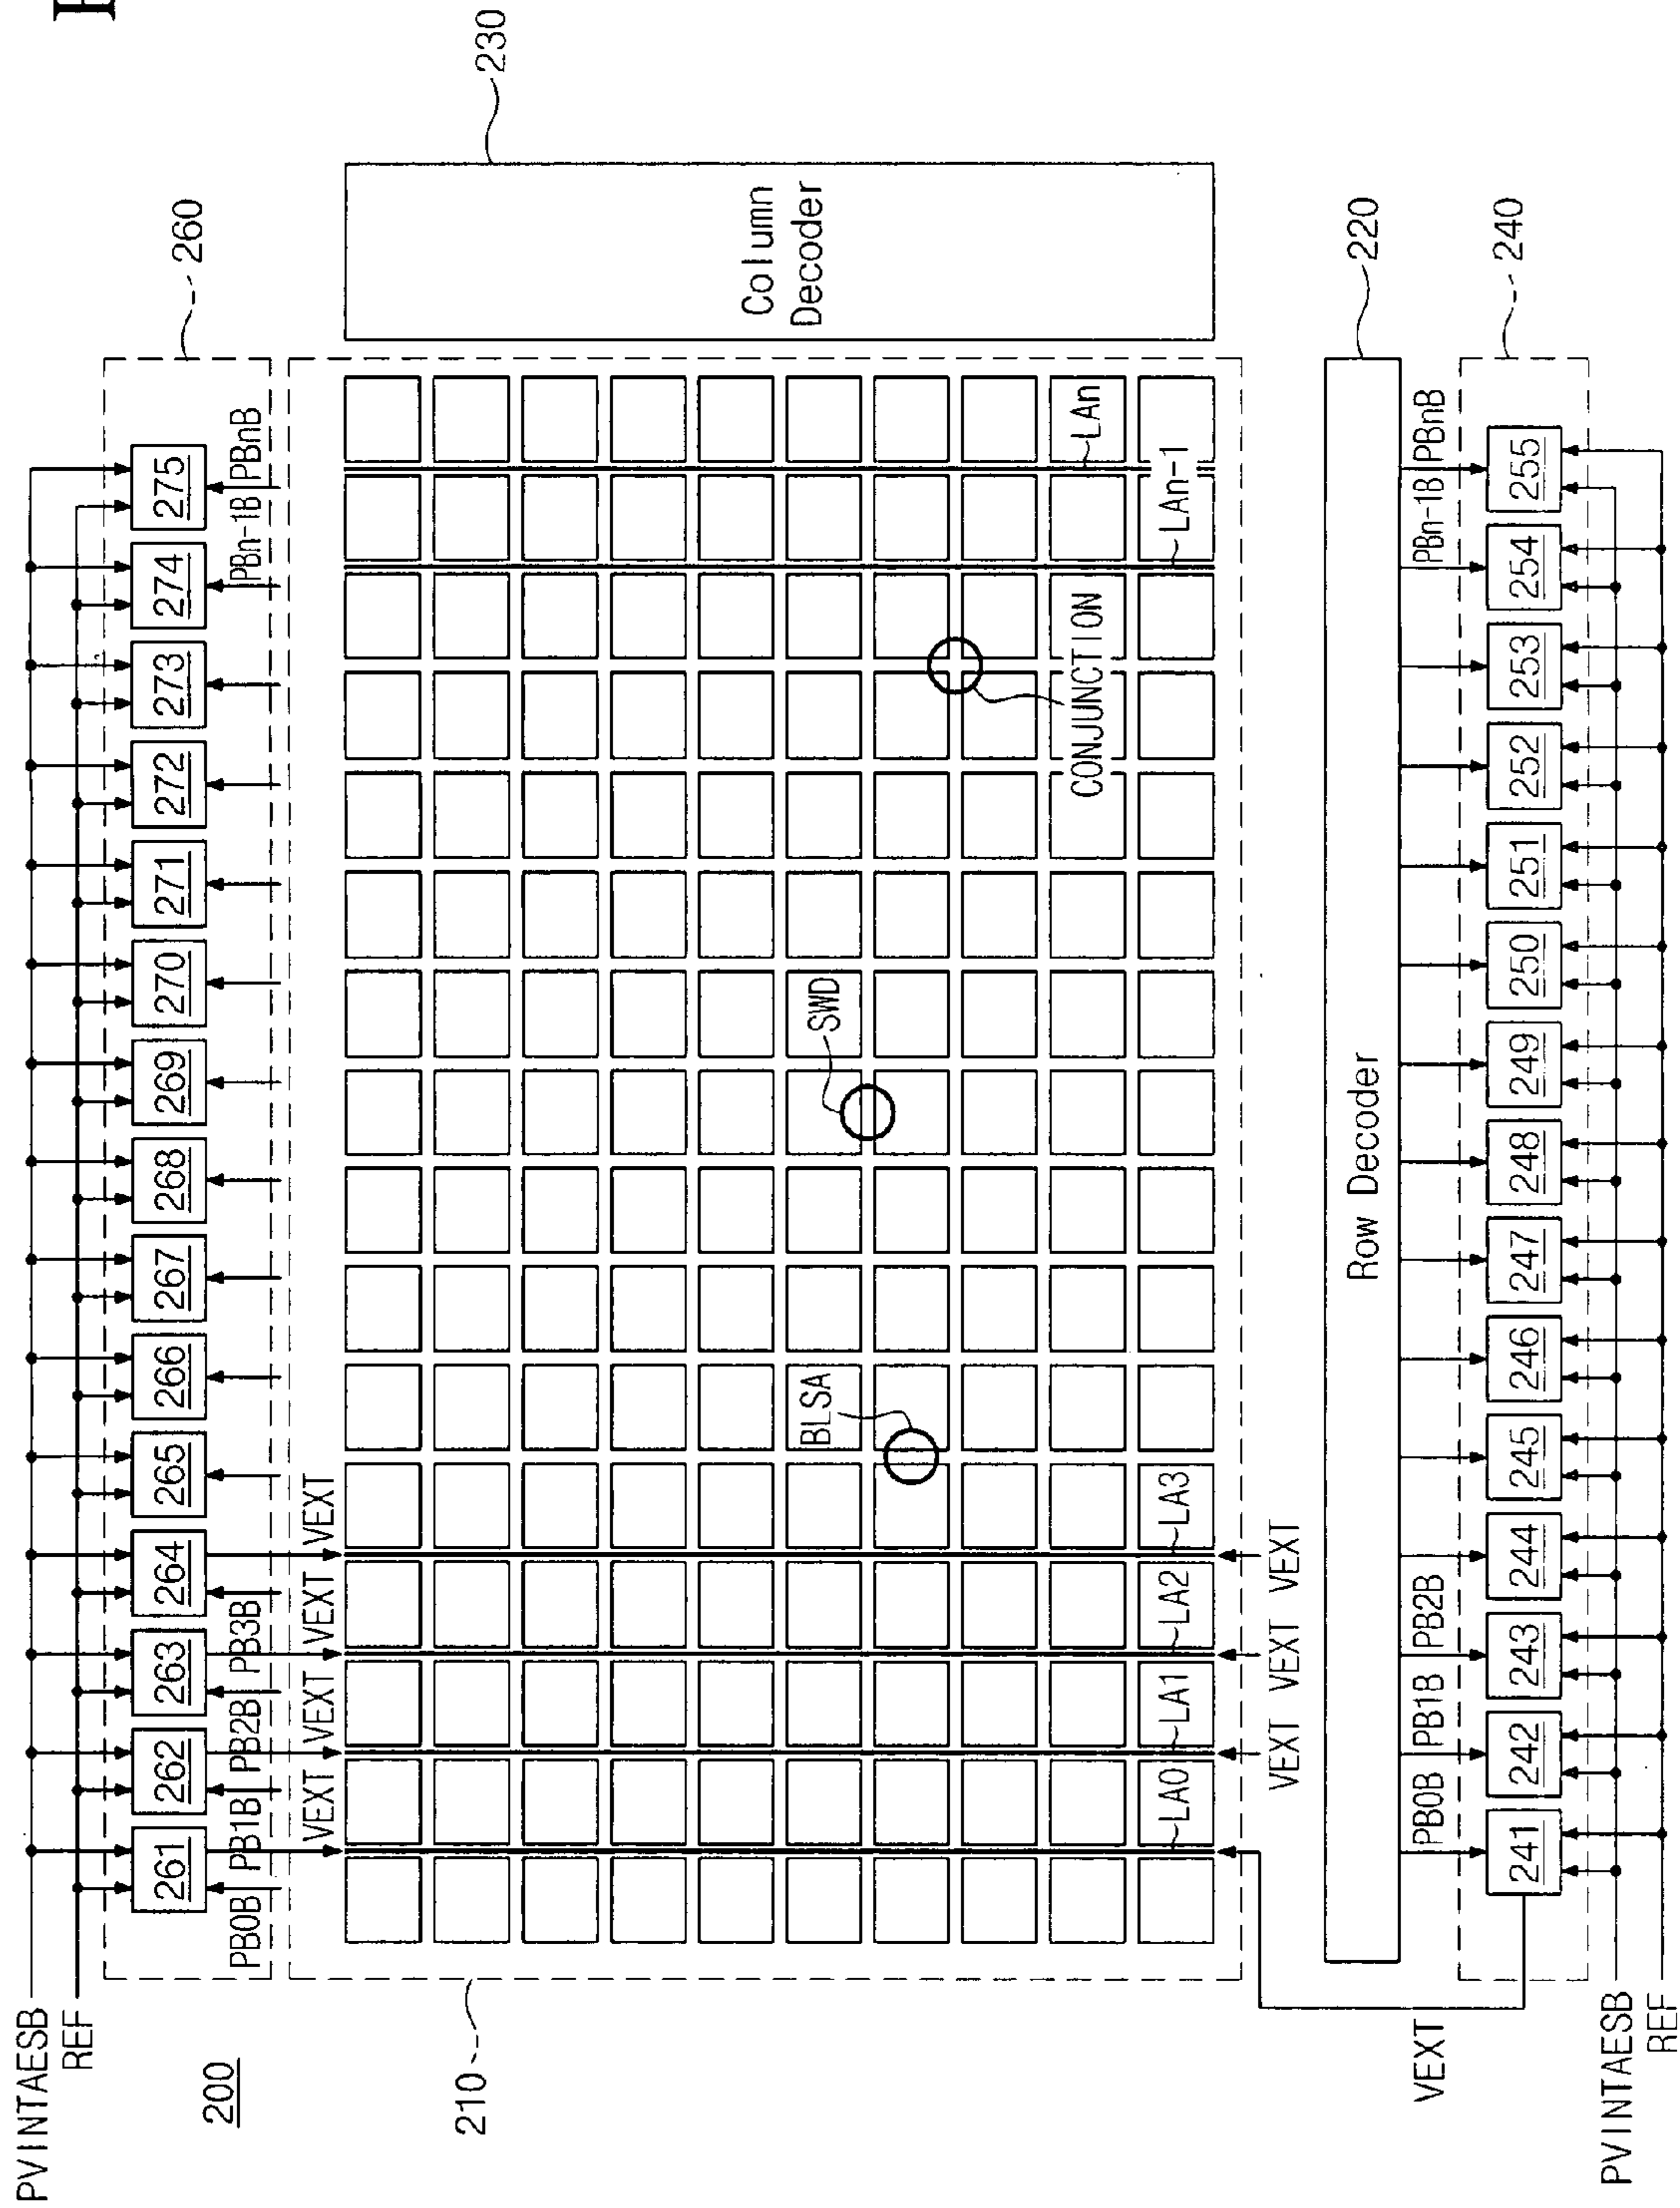 PVINTAESB
REF
200
260
261
262
263
264
265
266
267
268
269
270
271
272
273
274
275
PB0B
PB1B
PB2B
PB3B
PBn-1B
PBnB
VEXT
VEXT
VEXT
VEXT
210
230
Column
Decoder
BLSA
SWD
CONJUNCTION
LA0
LA1
LA2
LA3
LAn-1
LAn
VEXT
VEXT
VEXT
220
Row Decoder
VEXT
PB0B
PB1B
PB2B
PBn-1B
PBnB
240
241
242
243
244
245
246
247
248
249
250
251
252
253
254
255
PVINTAESB
REF